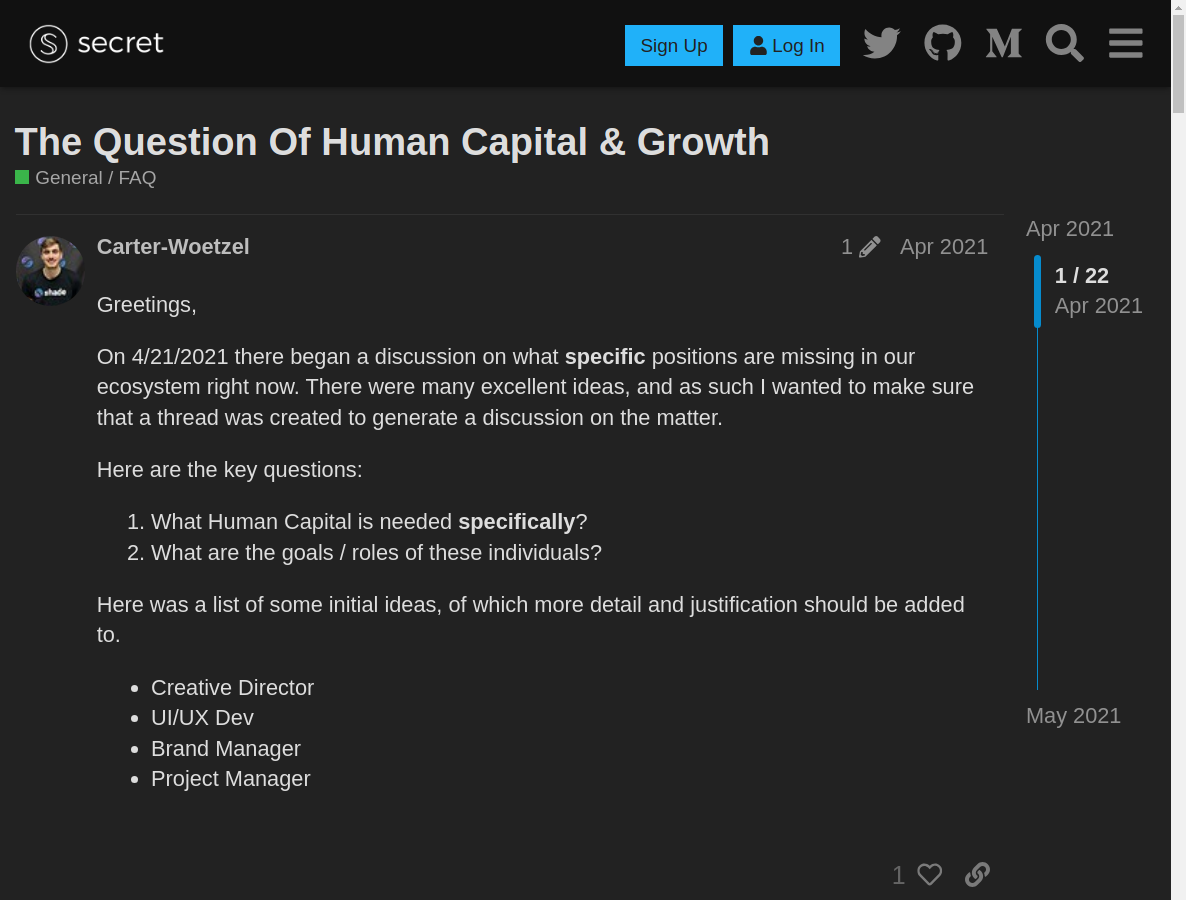 secret
Sign Up
Log In
The Question Of Human Capital & Growth
General / FAQ
Carter-Woetzel
1
Apr 2021
Greetings,
On 4/21/2021 there began a discussion on what specific positions are missing in our
ecosystem right now. There were many excellent ideas, and as such I wanted to make sure
that a thread was created to generate a discussion on the matter.
Here are the key questions:
1. What Human Capital is needed specifically?
2. What are the goals / roles of these individuals?
Here was a list of some initial ideas, of which more detail and justification should be added
to.
• Creative Director
• UI/UX Dev
• Brand Manager
• Project Manager
1
Apr 2021
1 / 22
Apr 2021
May 2021
shade